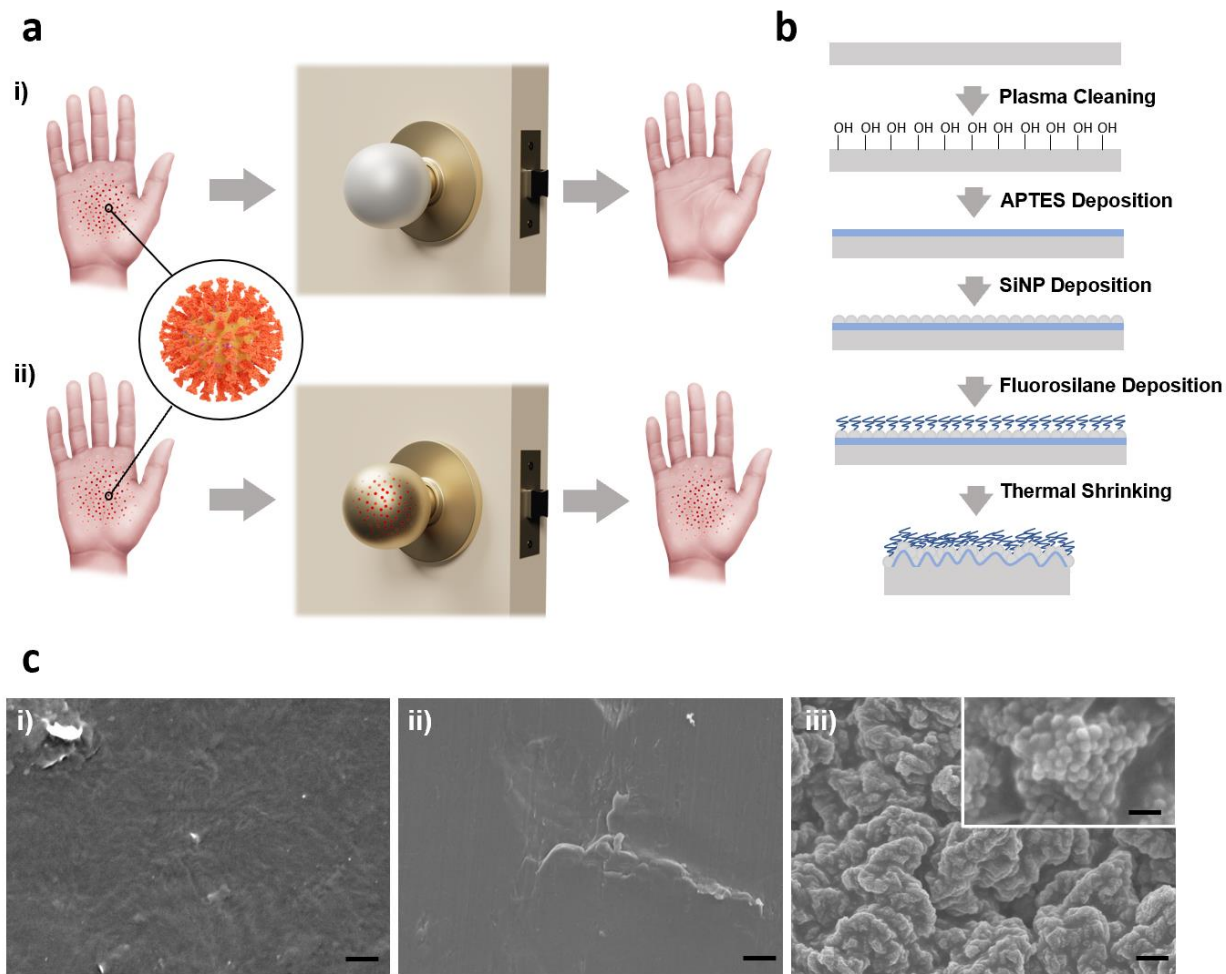 a
b
i)
Plasma Cleaning
OH OH OH OH OH OH OH OH OH OH OH
APTES Deposition
SiNP Deposition
ii)
Fluorosilane Deposition
Thermal Shrinking
c
i)
ii)
iii)